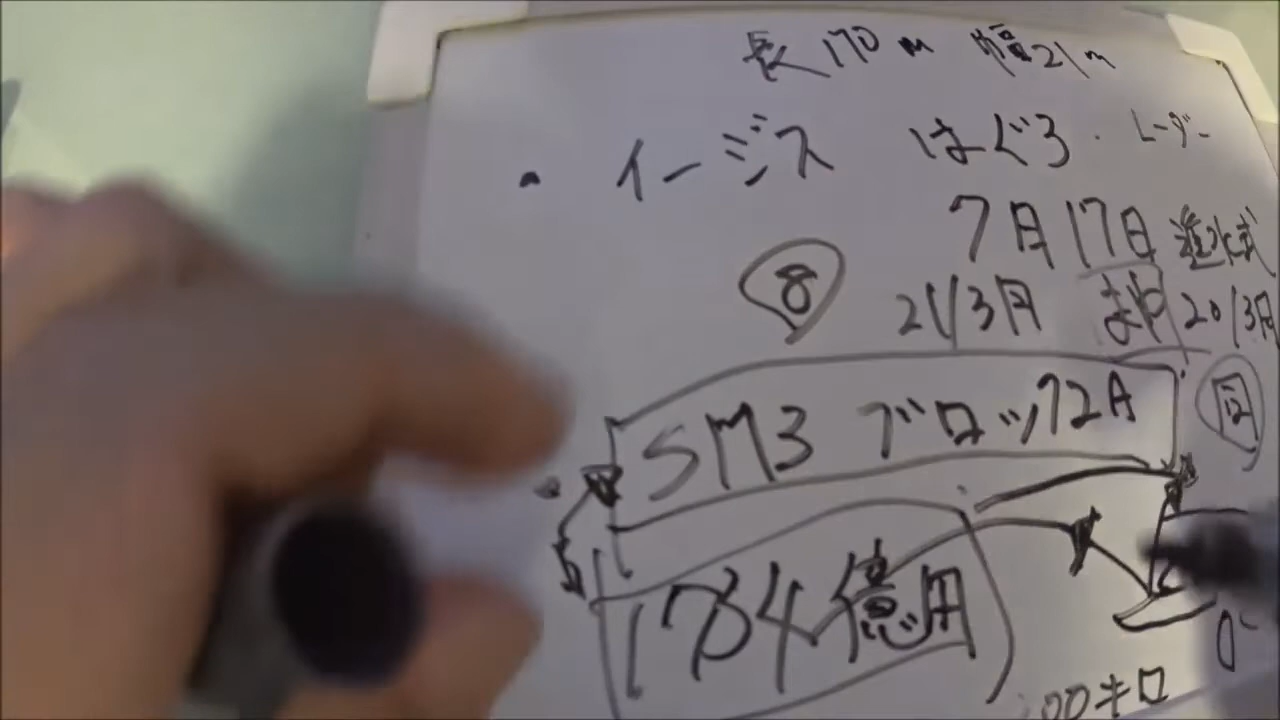 長170m 幅21m
・イージス はぐろ・レーダー
7月17日 進水式
8 21/3月 まや 20/3月
SM3 ブロック2A
1734億円
00キロ